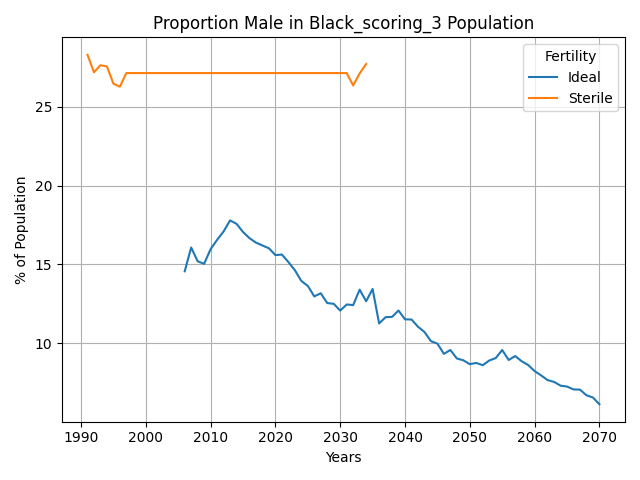 Proportion Male in Black_scoring_3 Population
Fertility
Ideal
Sterile
% of Population
25
20
15
10
1990 2000 2010 2020 2030 2040 2050 2060 2070
Years